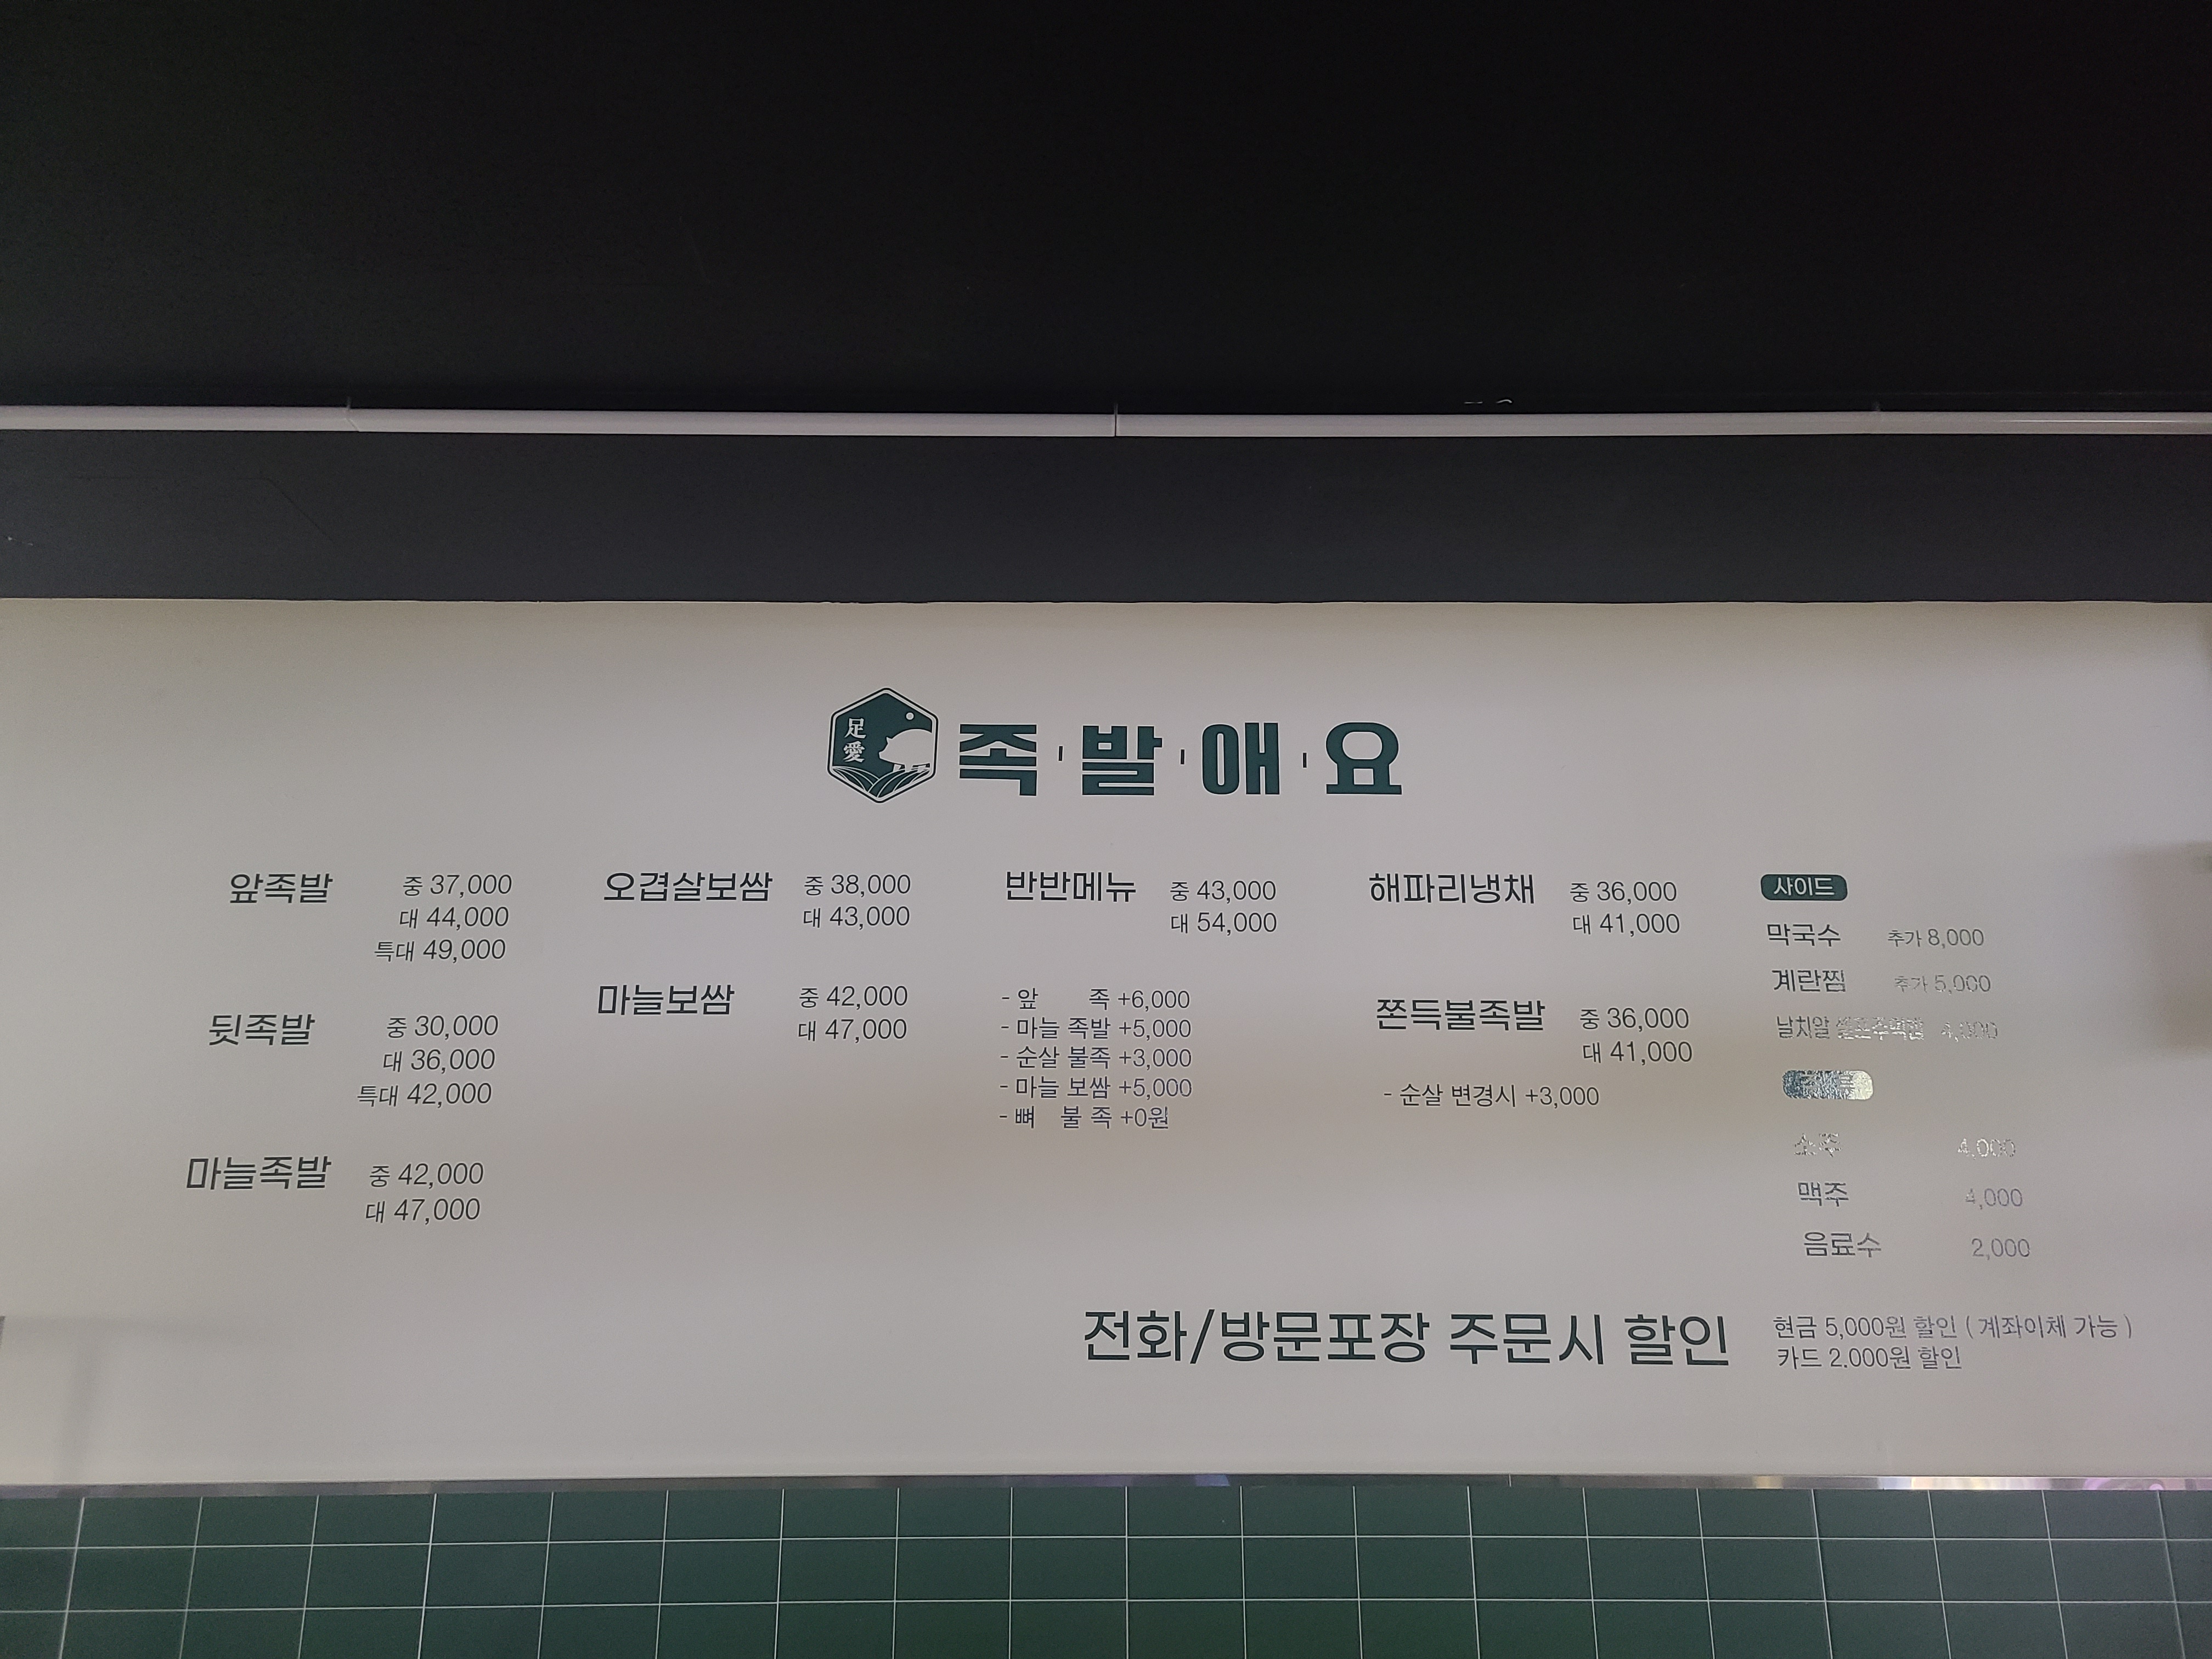 足愛
족발애요
앞족발 중 37,000
대 44,000
특대 49,000
뒷족발 중 30,000
대 36,000
특대 42,000
마늘족발 중 42,000
대 47,000
오겹살보쌈 중 38,000
대 43,000
마늘보쌈 중 42,000
대 47,000
반반메뉴 중 43,000
대 54,000
- 앞 족 +6,000
- 마늘 족발 +5,000
- 순살 불족 +3,000
- 마늘 보쌈 +5,000
- 뼈 불 족 +0원
해파리냉채 중 36,000
대 41,000
쫀득불족발 중 36,000
대 41,000
- 순살 변경시 +3,000
사이드
막국수 추가 8,000
계란찜 추가 5,000
날치알 4,000
소주 4,000
맥주 4,000
음료수 2,000
전화/방문포장 주문시 할인
현금 5,000원 할인 ( 계좌이체 가능 )
카드 2.000원 할인